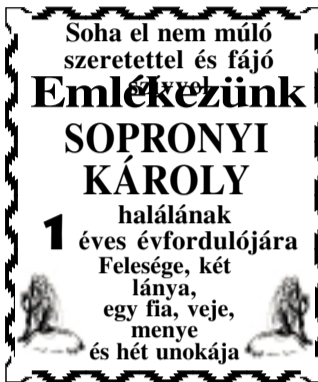 Soha el nem múló
szeretettel és fájó
szívvel
Emlékezünk
SOPRONYI
KÁROLY
halálának
1 éves évfordulójára
Felesége, két
lánya,
egy fia, veje,
menye
és hét unokája